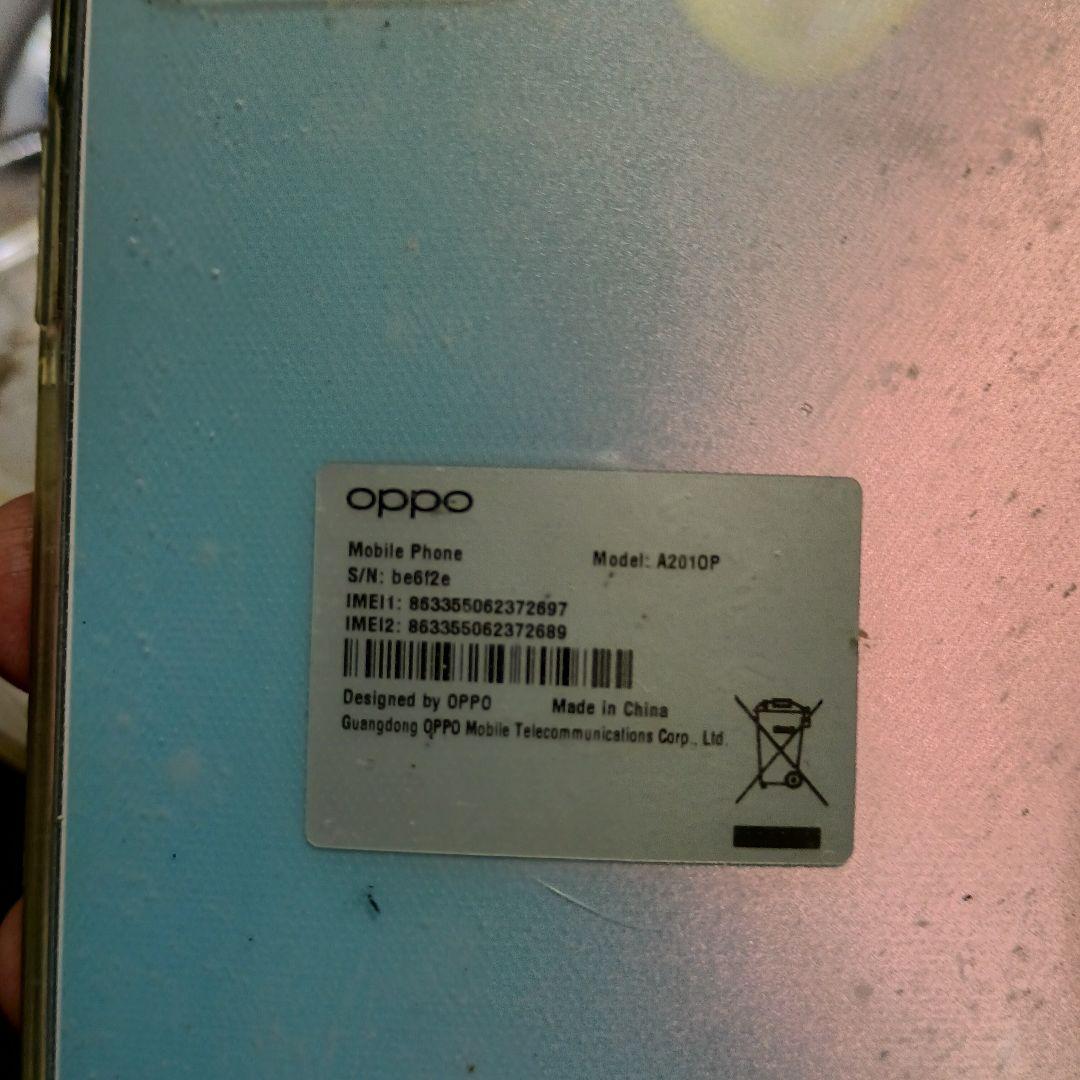 oppo
Mobile Phone
Model: A201OP
S/N: be6f2e
IMEI1: 863355062372697
IMEI2: 863355062372689
Designed by OPPO
Made in China
Guangdong OPPO Mobile Telecommunications Corp., Ltd.